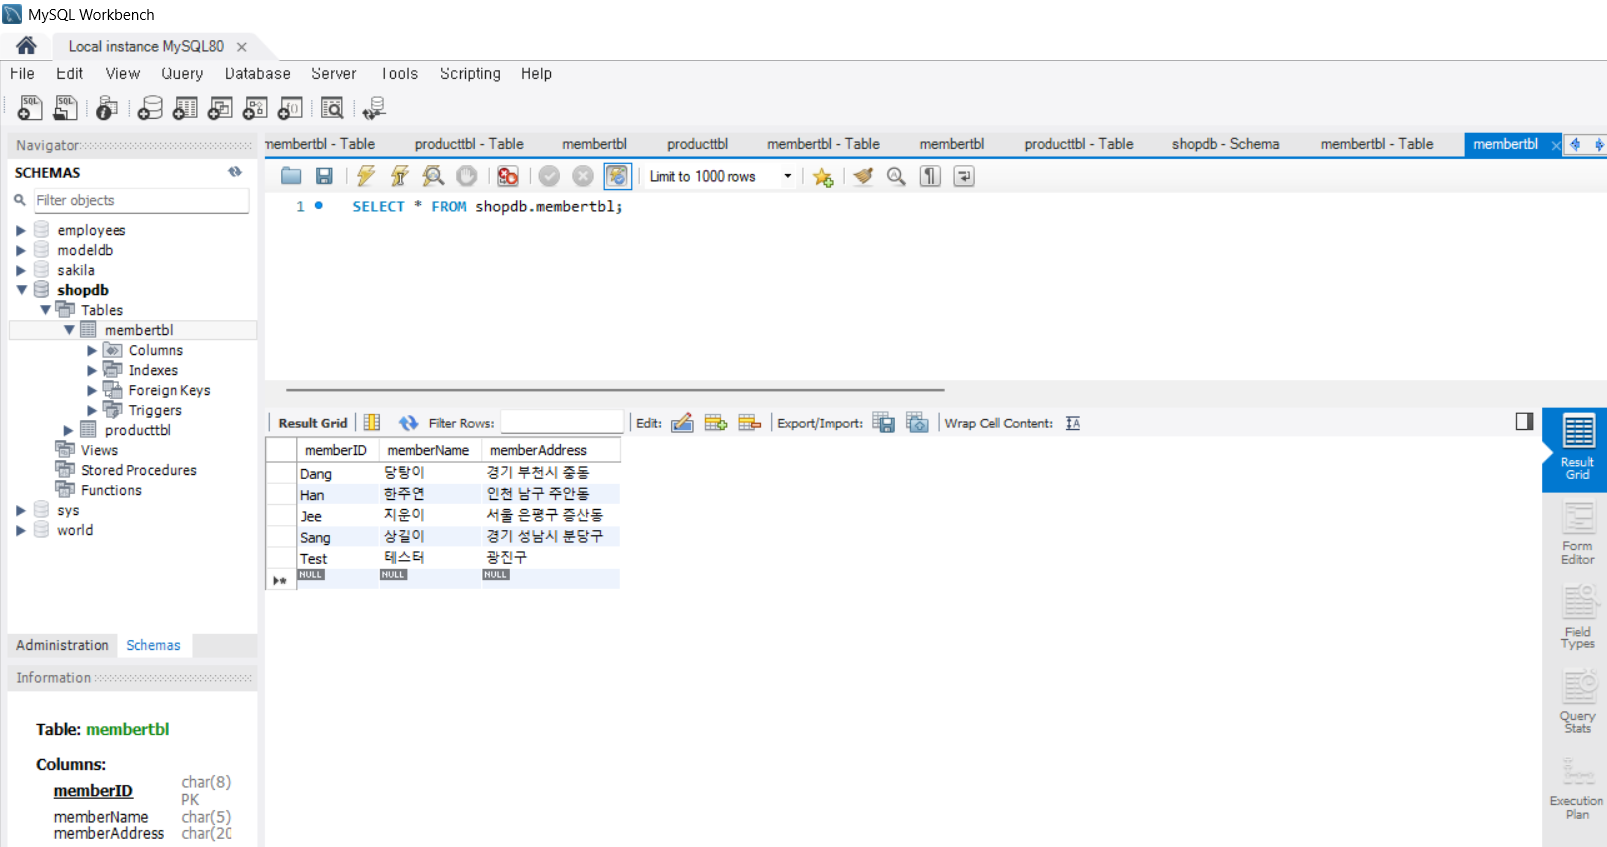 MySQL Workbench
Local instance MySQL80
File Edit View Query Database Server Tools Scripting Help
Navigator
SCHEMAS
Filter objects
employees
modeldb
sakila
shopdb
Tables
membertbl
Columns
Indexes
Foreign Keys
Triggers
producttbl
Views
Stored Procedures
Functions
sys
world
Administration Schemas
Information
Table: membertbl
Columns:
memberID char(8)
PK
memberName char(5)
memberAddress char(20
membertbl - Table producttbl - Table membertbl producttbl membertbl - Table membertbl producttbl - Table shopdb - Schema membertbl - Table membertbl
Limit to 1000 rows
1 SELECT * FROM shopdb.membertbl;
Result Grid Filter Rows: Edit: Export/Import: Wrap Cell Content: IA
memberID memberName memberAddress
Dang 당탕이 경기 부천시 중동
Han 한주연 인천 남구 주안동
Jee 지운이 서울 은평구 증산동
Sang 상길이 경기 성남시 분당구
Test 테스터 광진구
NULL NULL NULL
Result
Grid
Form
Editor
Field
Types
Query
Stats
Execution
Plan